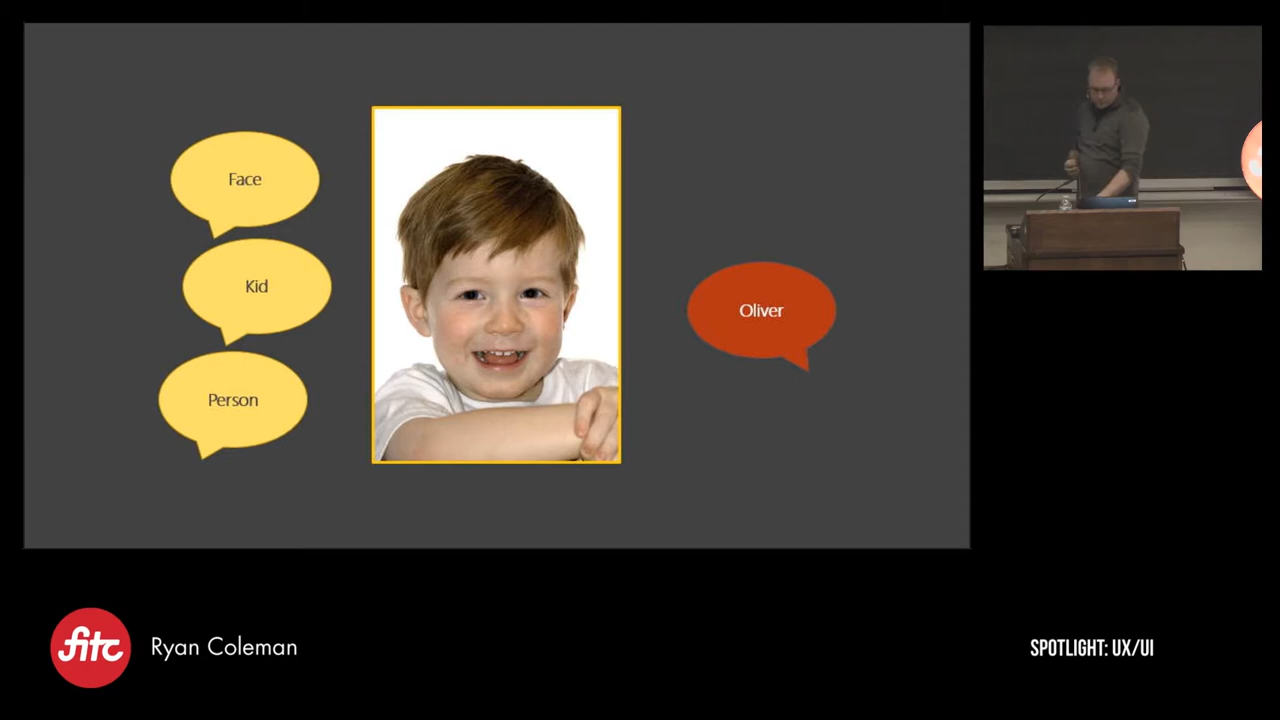 Face
Kid
Person
Oliver
fitc
Ryan Coleman
SPOTLIGHT: UX/UI